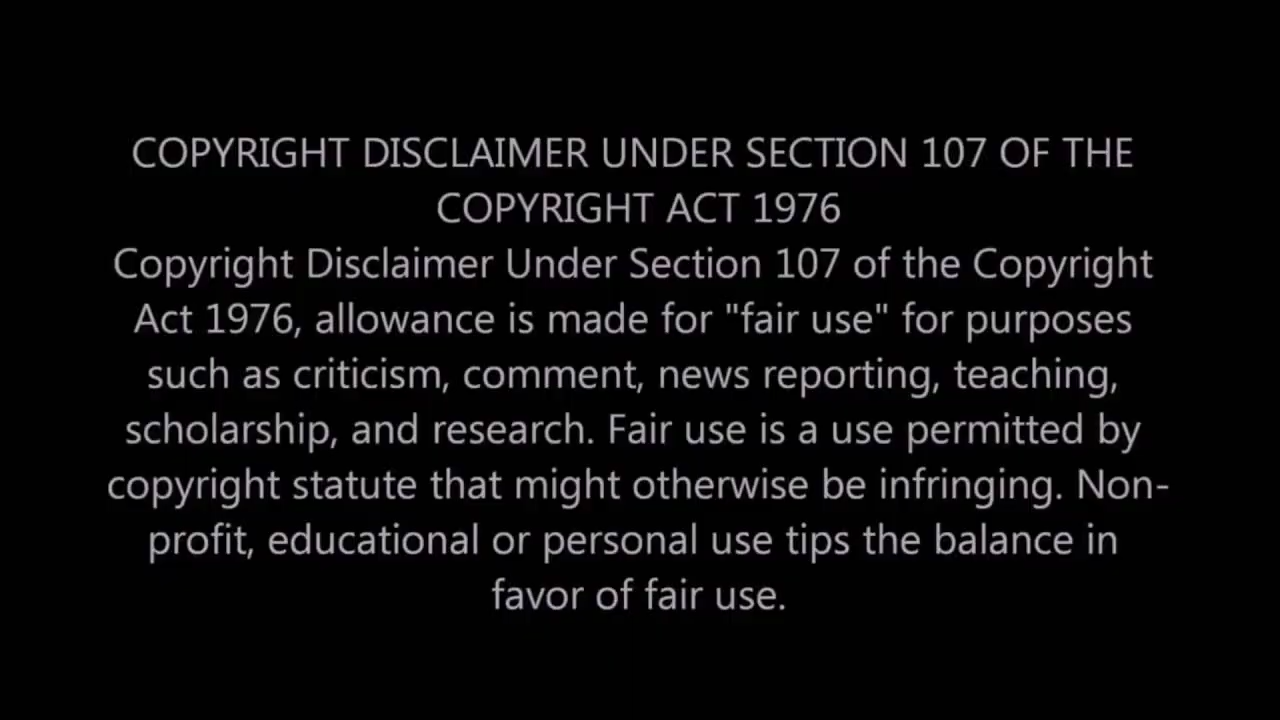 COPYRIGHT DISCLAIMER UNDER SECTION 107 OF THE
COPYRIGHT ACT 1976
Copyright Disclaimer Under Section 107 of the Copyright
Act 1976, allowance is made for "fair use" for purposes
such as criticism, comment, news reporting, teaching,
scholarship, and research. Fair use is a use permitted by
copyright statute that might otherwise be infringing. Non-
profit, educational or personal use tips the balance in
favor of fair use.